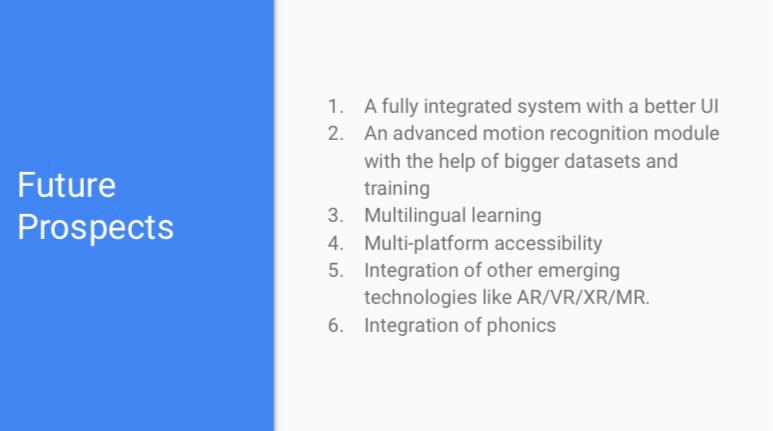 Future
Prospects
1. A fully integrated system with a better UI
2. An advanced motion recognition module
with the help of bigger datasets and
training
3. Multilingual learning
4. Multi-platform accessibility
5. Integration of other emerging
technologies like AR/VR/XR/MR.
6. Integration of phonics